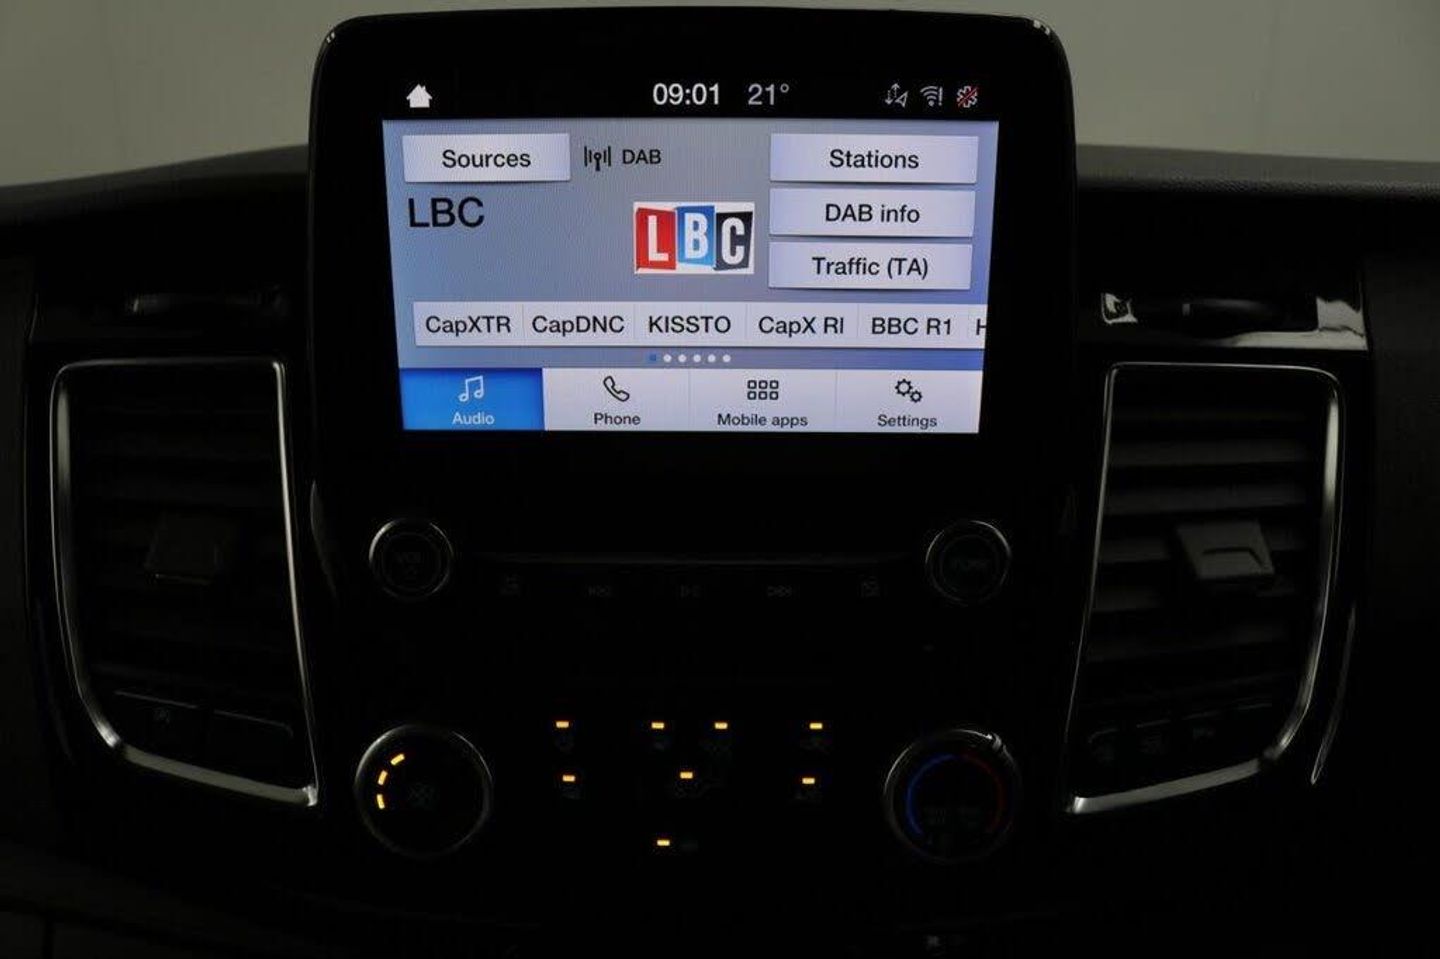 09:01 21°
Sources DAB Stations
LBC LBC DAB info
Traffic (TA)
CapXTR CapDNC KISSTO CapX RI BBC R1 H
Audio Phone Mobile apps Settings
VOL